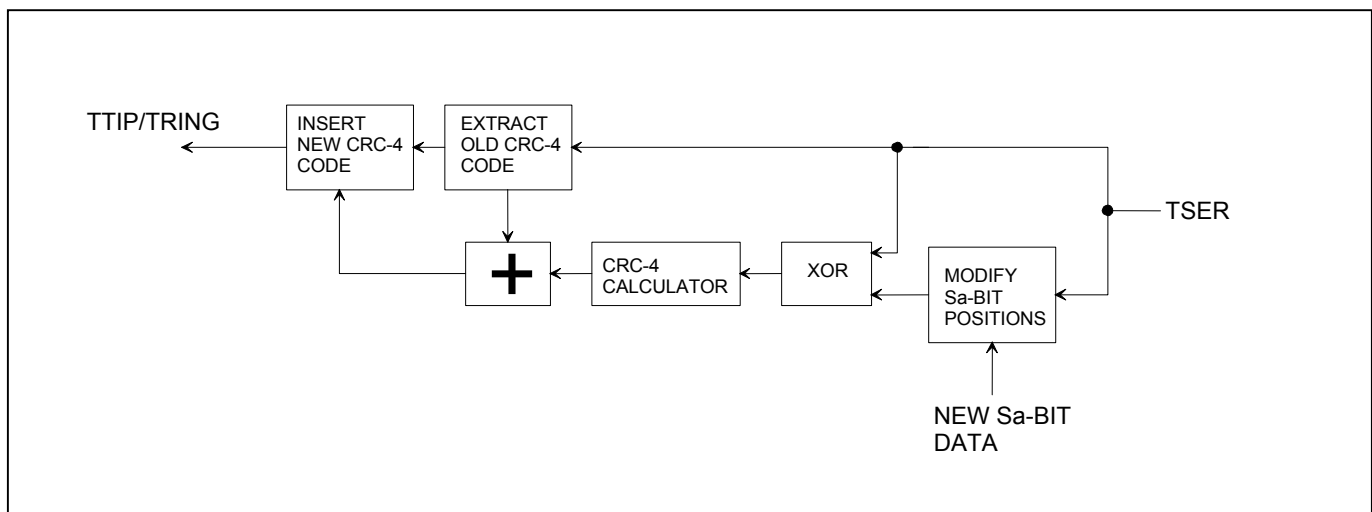 TTIP/TRING
INSERT
NEW CRC-4
CODE
EXTRACT
OLD CRC-4
CODE
TSER
+
CRC-4
CALCULATOR
XOR
MODIFY
Sa-BIT
POSITIONS
NEW Sa-BIT
DATA